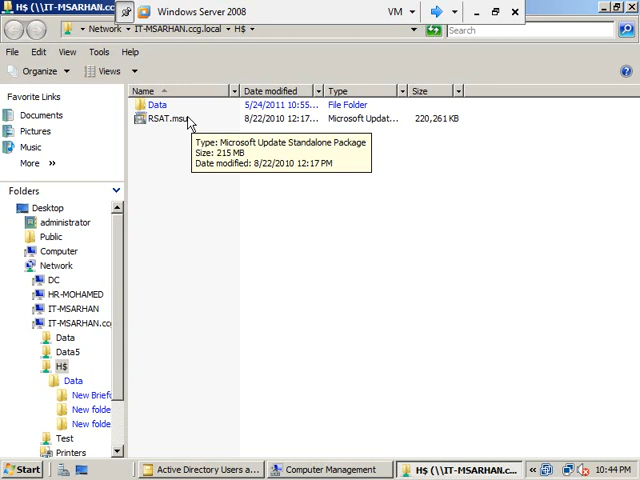 H$ (\\IT-MSARHAN.ccg.local)
Windows Server 2008
VM
Network
IT-MSARHAN.ccg.local
H$
Search
File
Edit
View
Tools
Help
Organize
Views
Favorite Links
Documents
Pictures
Music
More »
Folders
Desktop
administrator
Public
Computer
Network
DC
HR-MOHAMED
IT-MSARHAN
IT-MSARHAN.cc
Data
Data5
H$
Data
New Brief
New folde
New folde
Test
Printers
Name
Date modified
Type
Size
Data
5/24/2011 10:55...
File Folder
RSAT.msu
8/22/2010 12:17...
Microsoft Updat...
220,261 KB
Type: Microsoft Update Standalone Package
Size: 215 MB
Date modified: 8/22/2010 12:17 PM
Start
Active Directory Users a...
Computer Management
H$ (\\IT-MSARHAN.c...
10:44 PM